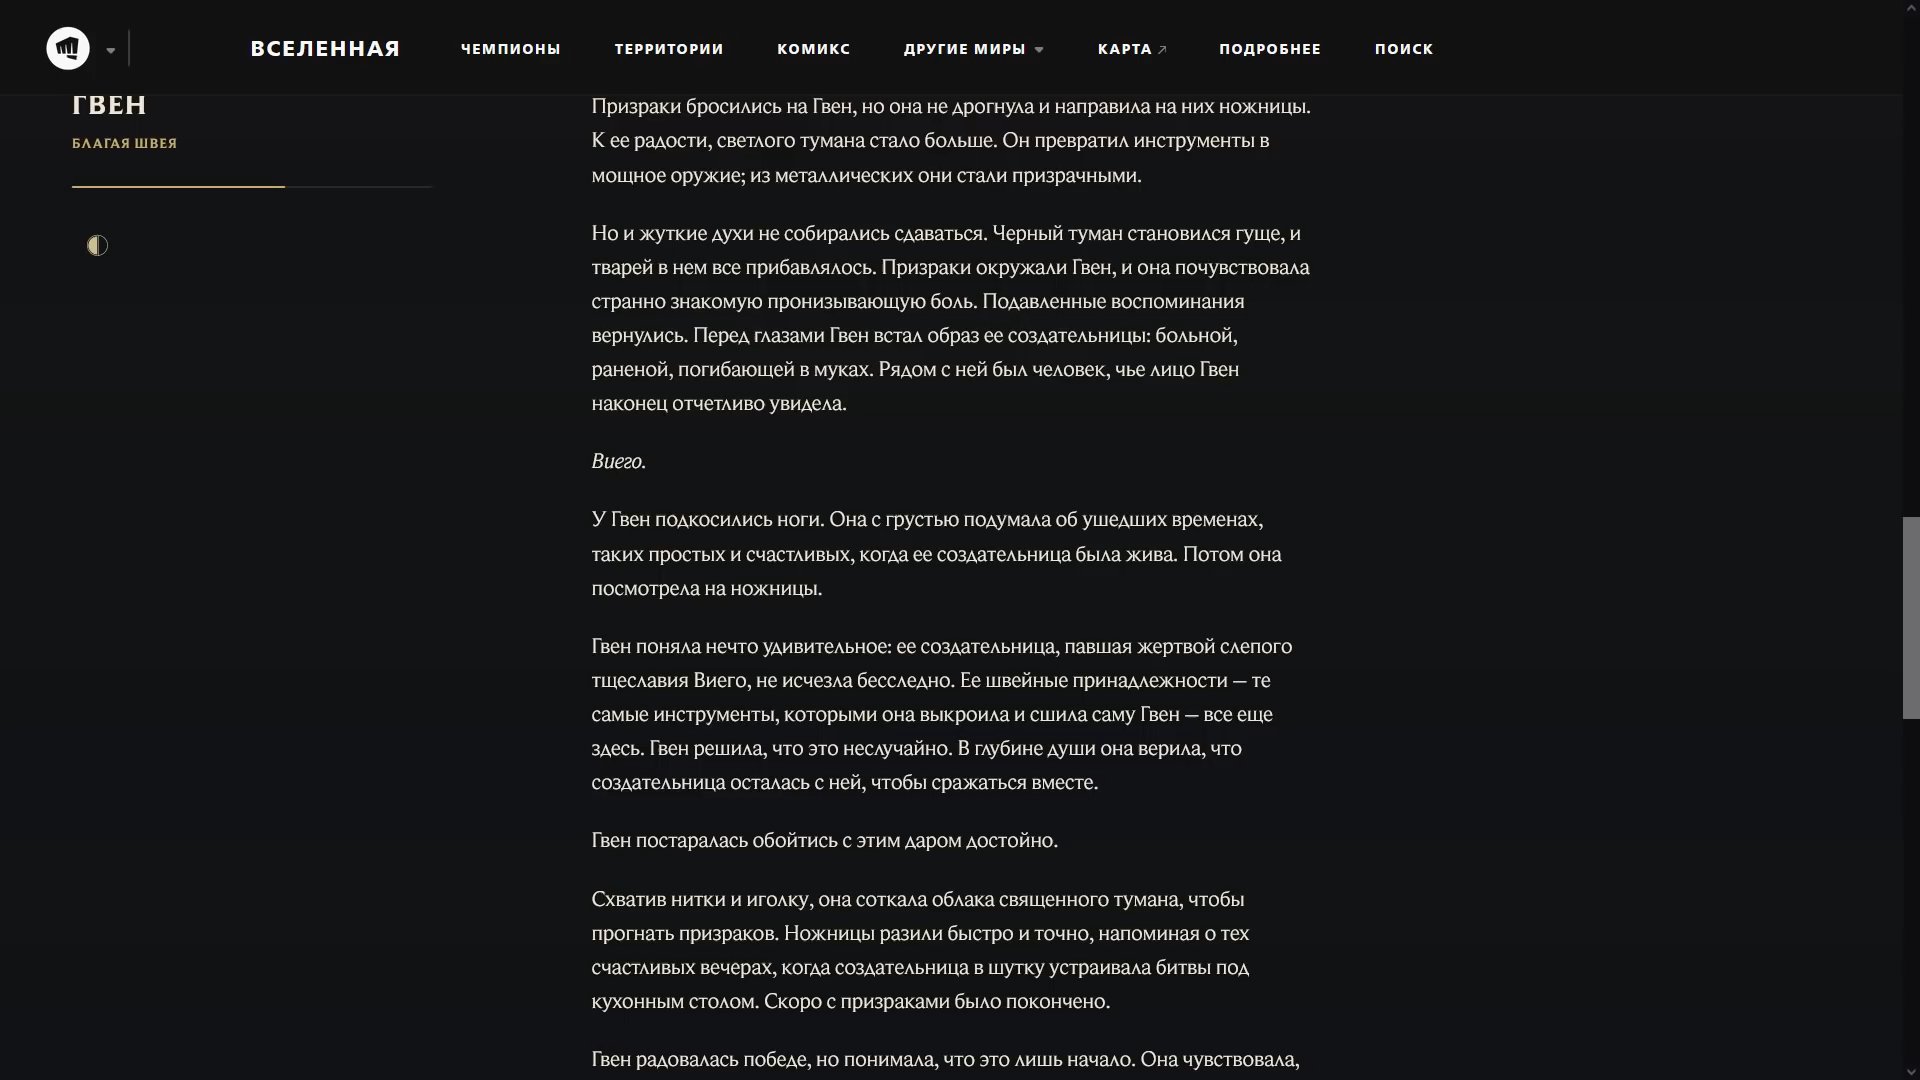 ВСЕЛЕННАЯ
ЧЕМПИОНЫ
ТЕРРИТОРИИ
КОМИКС
ДРУГИЕ МИРЫ
КАРТА
ПОДРОБНЕЕ
ПОИСК
ГВЕН
БЛАГАЯ ШВЕЯ
Призраки бросились на Гвен, но она не дрогнула и направила на них ножницы.
К ее радости, светлого тумана стало больше. Он превратил инструменты в
мощное оружие; из металлических они стали призрачными.
Но и жуткие духи не собирались сдаваться. Черный туман становился гуще, и
тварей в нем все прибавлялось. Призраки окружали Гвен, и она почувствовала
странно знакомую пронизывающую боль. Подавленные воспоминания
вернулись. Перед глазами Гвен встал образ ее создательницы: больной,
раненой, погибающей в муках. Рядом с ней был человек, чье лицо Гвен
наконец отчетливо увидела.
Виего.
У Гвен подкосились ноги. Она с грустью подумала об ушедших временах,
таких простых и счастливых, когда ее создательница была жива. Потом она
посмотрела на ножницы.
Гвен поняла нечто удивительное: ее создательница, павшая жертвой слепого
тщеславия Виего, не исчезла бесследно. Ее швейные принадлежности — те
самые инструменты, которыми она выкроила и сшила саму Гвен — все еще
здесь. Гвен решила, что это неслучайно. В глубине души она верила, что
создательница осталась с ней, чтобы сражаться вместе.
Гвен постаралась обойтись с этим даром достойно.
Схватив нитки и иголку, она соткала облака священного тумана, чтобы
прогнать призраков. Ножницы разили быстро и точно, напоминая о тех
счастливых вечерах, когда создательница в шутку устраивала битвы под
кухонным столом. Скоро с призраками было покончено.
Гвен радовалась победе, но понимала, что это лишь начало. Она чувствовала,